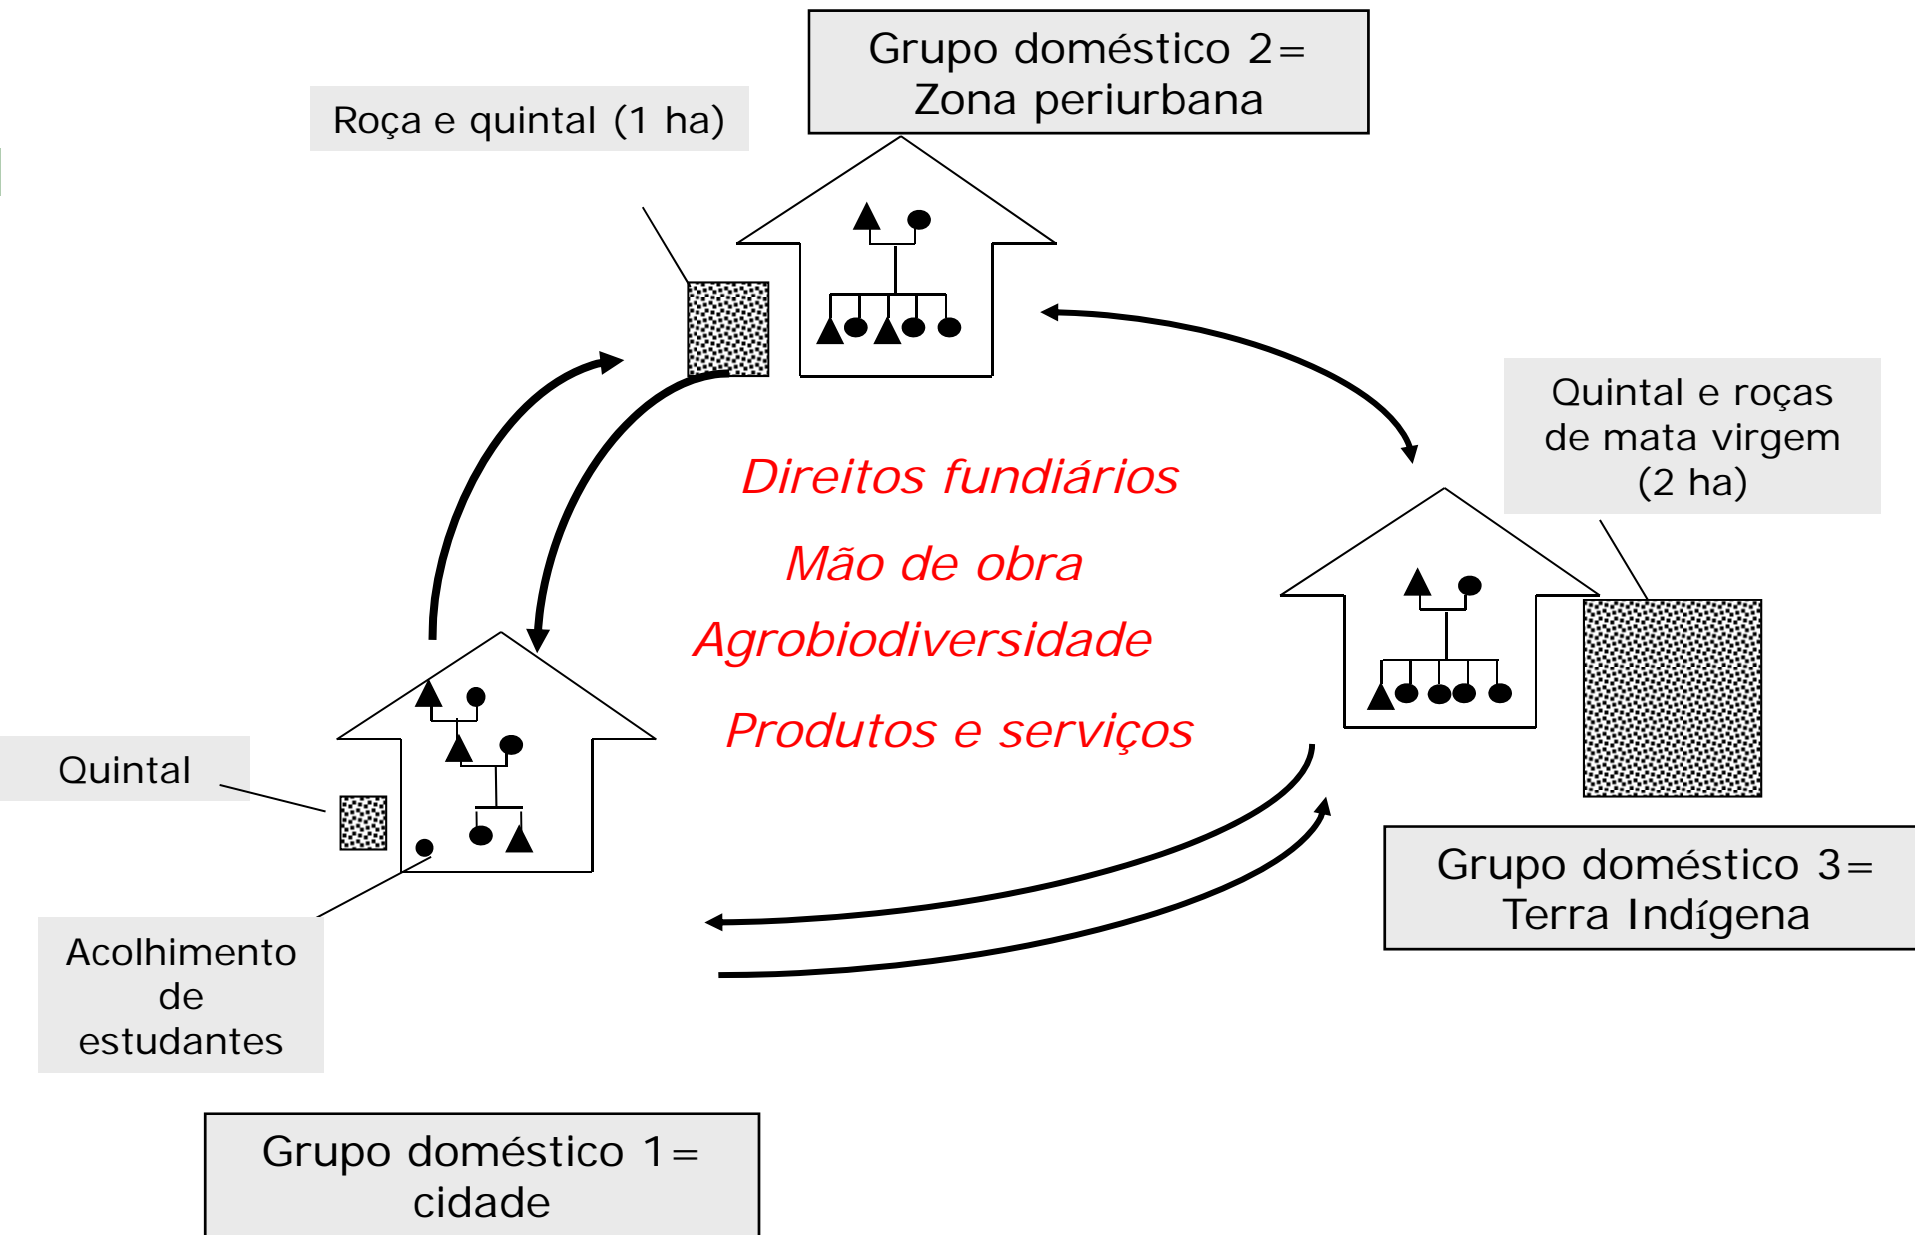 Grupo doméstico 2=
Zona periurbana
Roça e quintal (1 ha)
Quintal e roças
de mata virgem
(2 ha)
Direitos fundiários
Mão de obra
Agrobiodiversidade
Produtos e serviços
Quintal
Grupo doméstico 3=
Terra Indígena
Acolhimento
de
estudantes
Grupo doméstico 1=
cidade